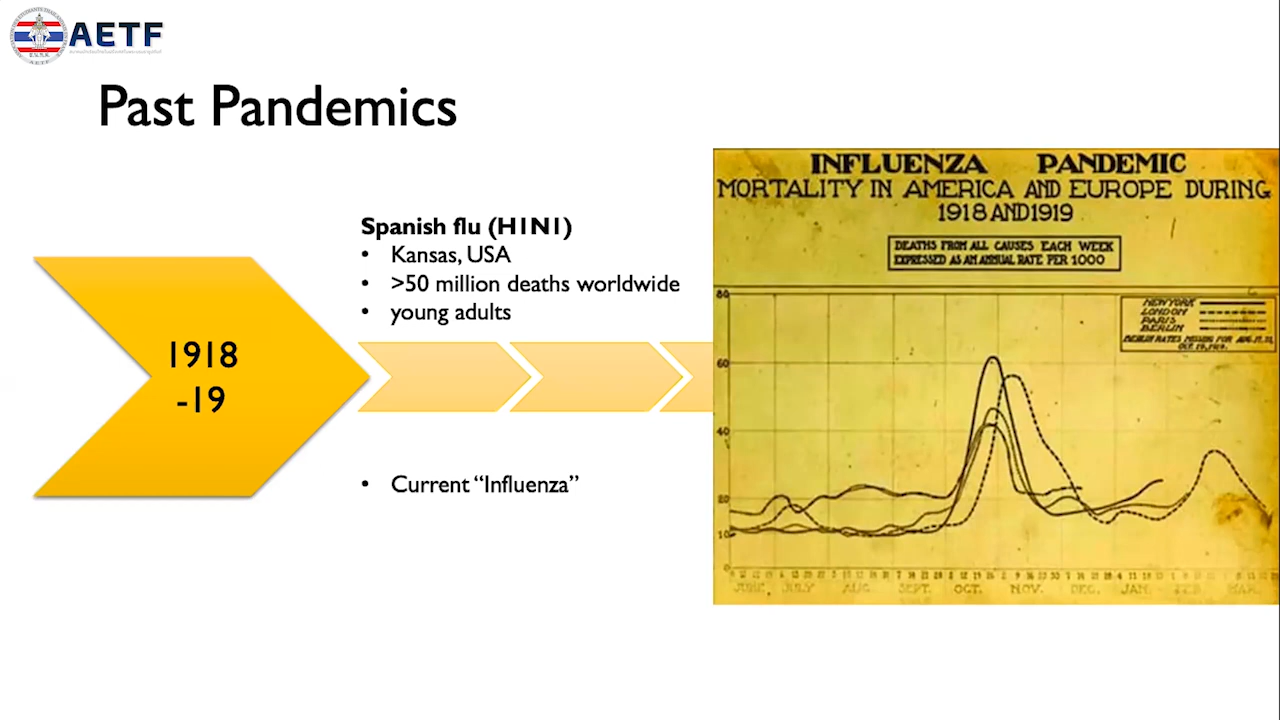 AETF
Past Pandemics
Spanish flu (H1N1)
• Kansas, USA
• >50 million deaths worldwide
• young adults
1918
-19
• Current “Influenza”
INFLUENZA PANDEMIC
MORTALITY IN AMERICA AND EUROPE DURING
1918 AND 1919
DEATHS FROM ALL CAUSES EACH WEEK
EXPRESSED AS AN ANNUAL RATE PER 1000
NEW YORK
LONDON
PARIS
BERLIN
80
60
40
20
10
0
JUNE JULY AUG. SEPT. OCT. NOV. DEC. JAN. FEB. MAR.